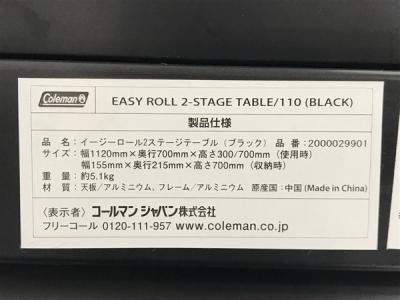 Coleman EASY ROLL 2-STAGE TABLE/110 (BLACK)
製品仕様
品 名：イージーロール2ステージテーブル（ブラック） 品 番：2000029901
サイズ：幅1120mm×奥行700mm×高さ300/700mm（使用時）
幅155mm×奥行215mm×高さ700mm（収納時）
重 量：約5.1kg
材 質：天板/アルミニウム、フレーム/アルミニウム 原産国：中国 (Made in China)
〈表示者〉コールマン ジャパン株式会社
フリーコール 0120-111-957 www.coleman.co.jp